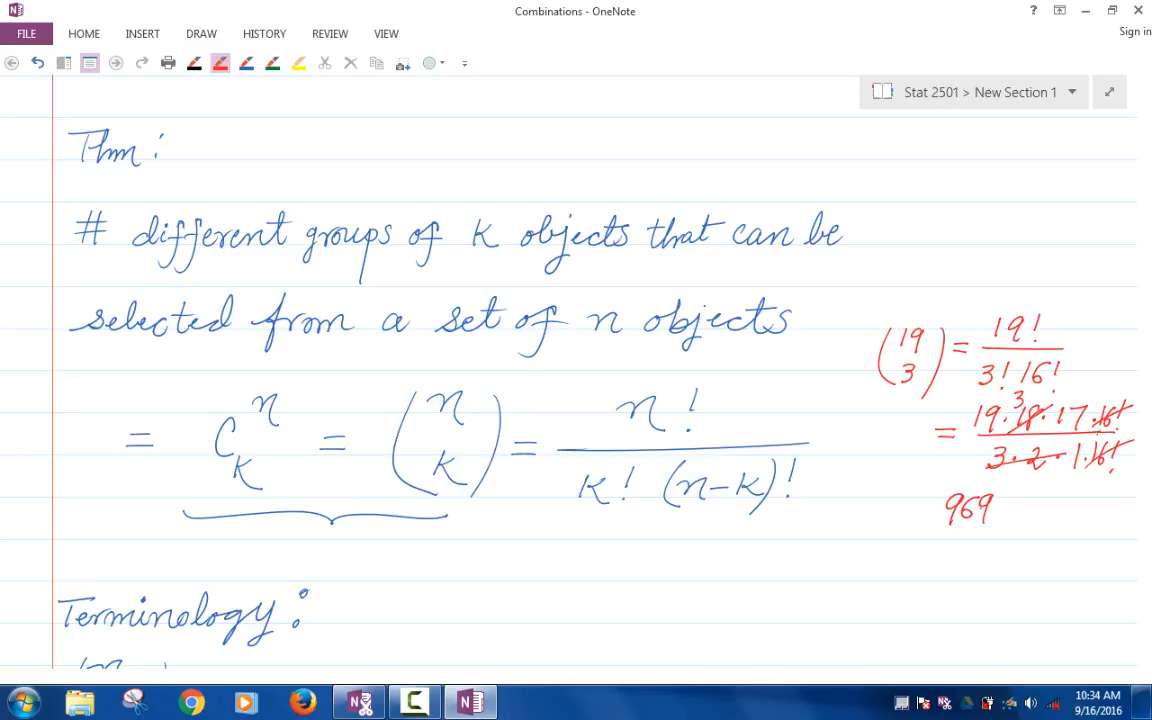 Combinations - OneNote
Sign in
FILE HOME INSERT DRAW HISTORY REVIEW VIEW
Stat 2501 > New Section 1
Thm :
# different groups of k objects that can be
selected from a set of n objects
= C^n_k = (n k) = n! / k! (n-k)!
(19 3) = 19! / 3! 16!
= 19 · 18 3 · 17 · 16! / 3 · 2 · 1 · 16!
969
Terminology :
10:34 AM
9/16/2016